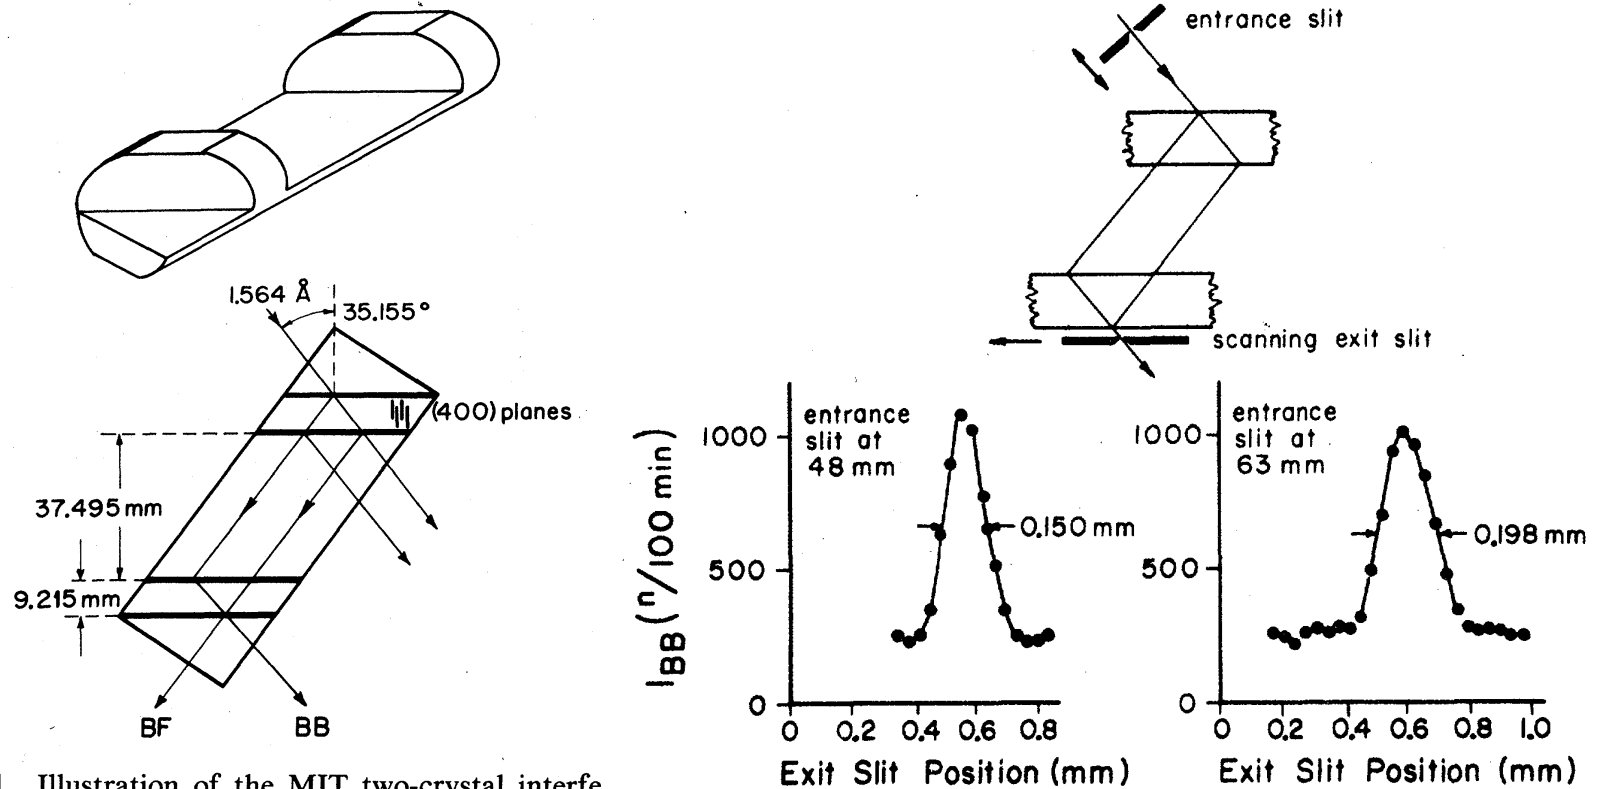 1.564 Å
35.155°
(400) planes
37.495 mm
9.215 mm
BF
BB
Illustration of the MIT two-crystal interfe
entrance slit
scanning exit slit
I_BB (n/100 min)
1000
500
0
entrance
slit at
48 mm
0.150 mm
0 0.2 0.4 0.6 0.8
Exit Slit Position (mm)
1000
500
0
entrance
slit at
63 mm
0.198 mm
0 0.2 0.4 0.6 0.8 1.0
Exit Slit Position (mm)